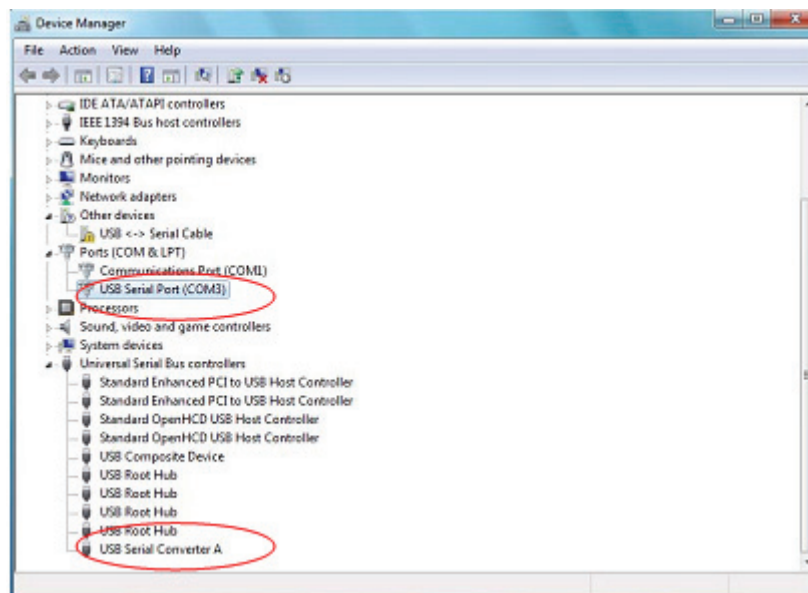 Device Manager
File Action View Help
IDE ATA/ATAPI controllers
IEEE 1394 Bus host controllers
Keyboards
Mice and other pointing devices
Monitors
Network adapters
Other devices
USB <-> Serial Cable
Ports (COM & LPT)
Communications Port (COM1)
USB Serial Port (COM3)
Processors
Sound, video and game controllers
System devices
Universal Serial Bus controllers
Standard Enhanced PCI to USB Host Controller
Standard Enhanced PCI to USB Host Controller
Standard OpenHCD USB Host Controller
Standard OpenHCD USB Host Controller
USB Composite Device
USB Root Hub
USB Root Hub
USB Root Hub
USB Root Hub
USB Serial Converter A